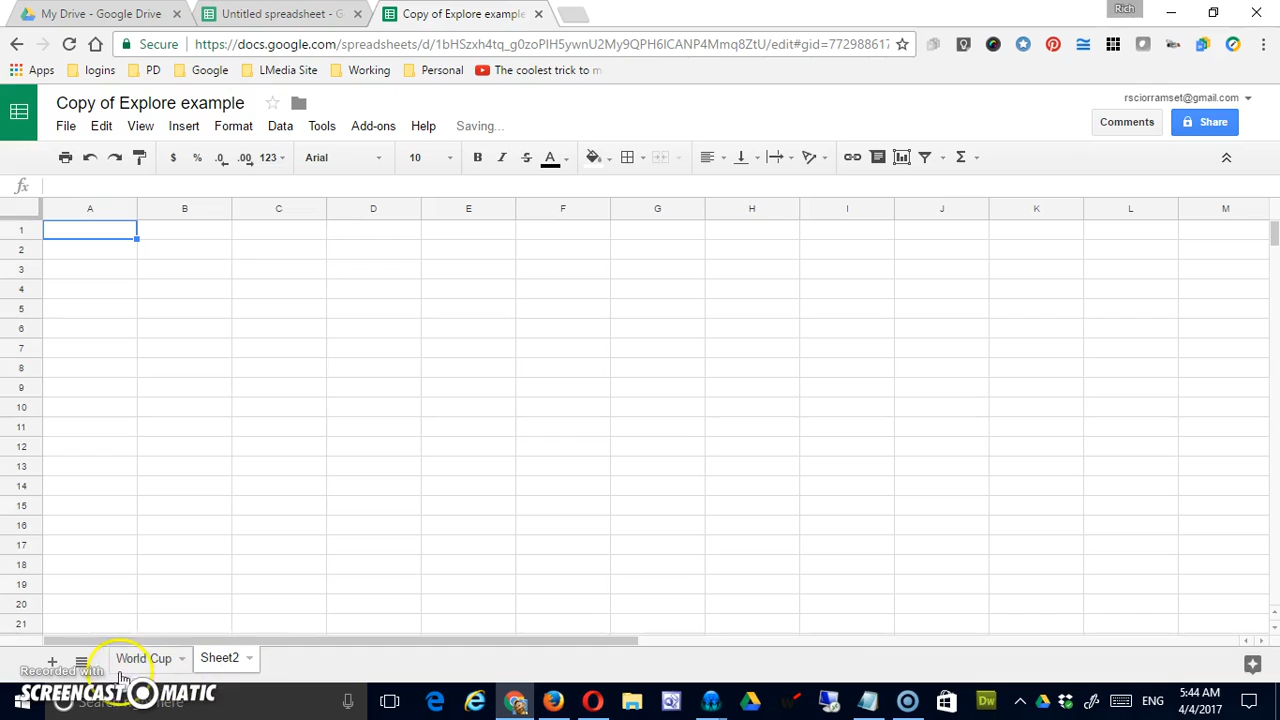 My Drive - Google Drive
Untitled spreadsheet - G
Copy of Explore example
Rich
Secure
https://docs.google.com/spreadsheets/d/1bHSzxh4tq_g0zoPIH5ywnU2My9QPf6lCANP4Mmq8ZtU/edit#gid=772988617
Apps
logins
PD
Google
LMedia Site
Working
Personal
The coolest trick to m
Copy of Explore example
rsciorramset@gmail.com
File Edit View Insert Format Data Tools Add-ons Help Saving...
Comments
Share
$ % .0 .00 123
Arial
10
B I S A
Σ
fx
A B C D E F G H I J K L M
1
2
3
4
5
6
7
8
9
10
11
12
13
14
15
16
17
18
19
20
21
+ World Cup Sheet2
Recorded with
SCREENCAST MATIC
ENG
5:44 AM
4/4/2017